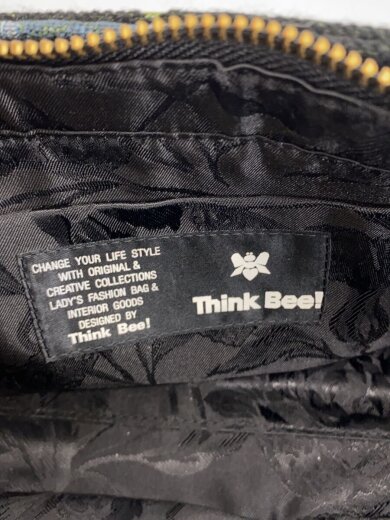 CHANGE YOUR LIFE STYLE
WITH ORIGINAL &
CREATIVE COLLECTIONS
LADY'S FASHION BAG &
INTERIOR GOODS
DESIGNED BY
Think Bee!
Think Bee!